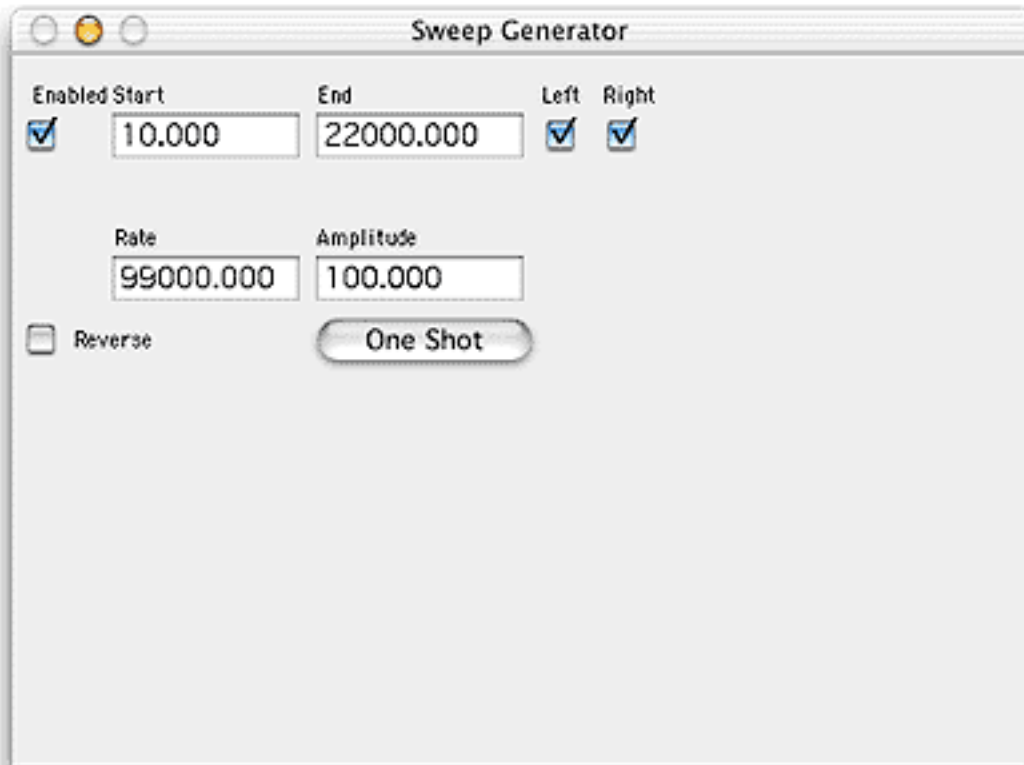 Sweep Generator
Enabled Start End Left Right
10.000 22000.000
Rate Amplitude
99000.000 100.000
Reverse One Shot